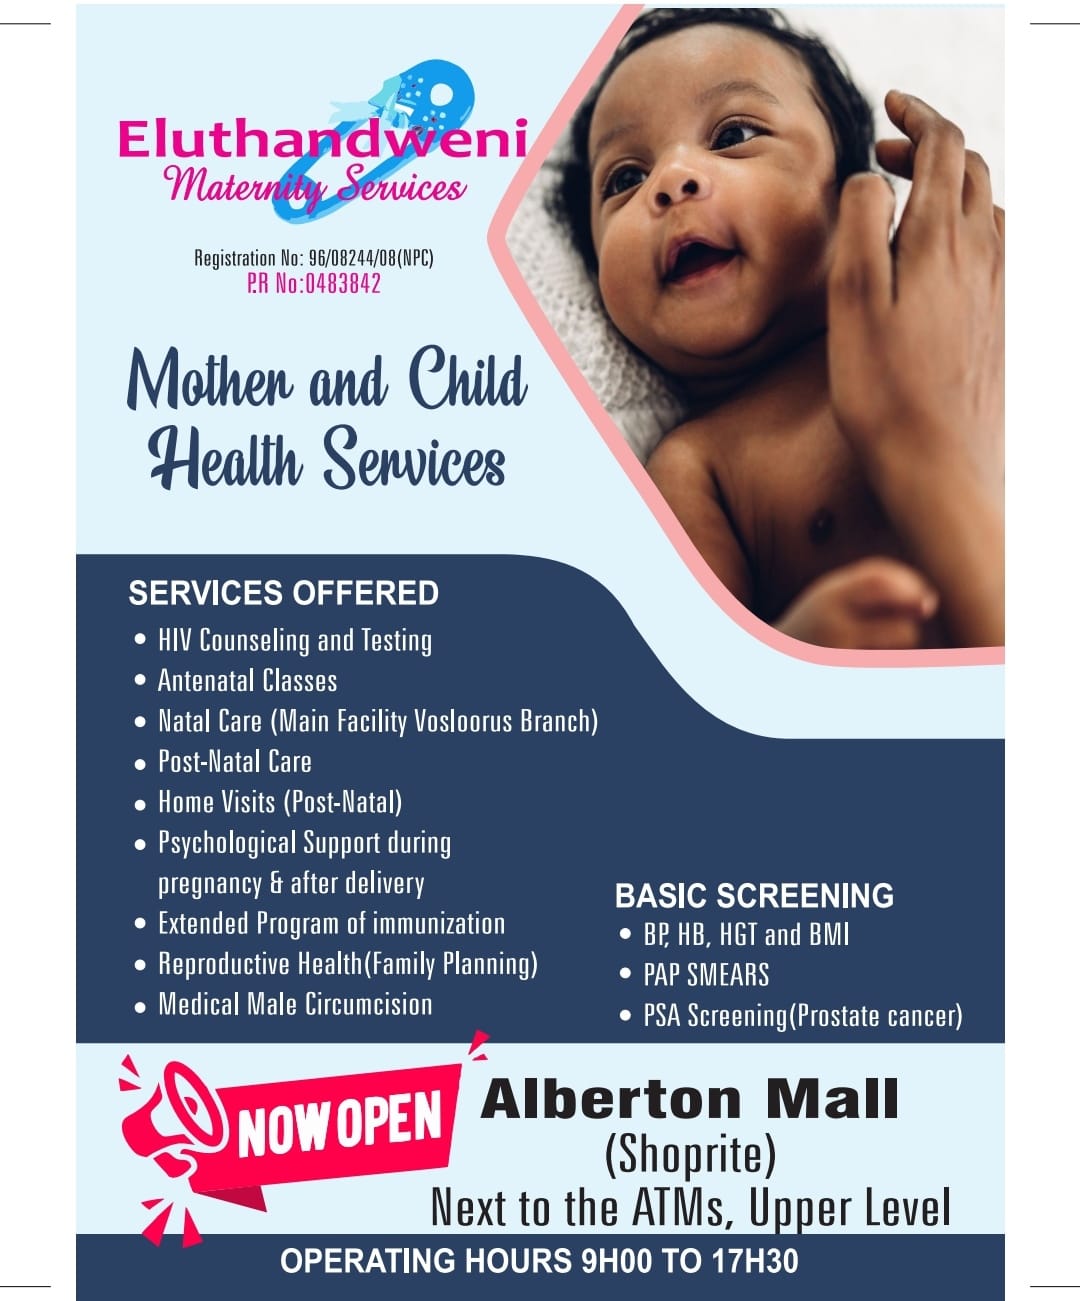 Eluthandweni
Maternity Services
Registration No: 96/08244/08(NPC)
P.R No:0483842
Mother and Child
Health Services
SERVICES OFFERED
• HIV Counseling and Testing
• Antenatal Classes
• Natal Care (Main Facility Vosloorus Branch)
• Post-Natal Care
• Home Visits (Post-Natal)
• Psychological Support during
pregnancy & after delivery
• Extended Program of immunization
• Reproductive Health(Family Planning)
• Medical Male Circumcision
BASIC SCREENING
• BP, HB, HGT and BMI
• PAP SMEARS
• PSA Screening(Prostate cancer)
NOW OPEN
Alberton Mall
(Shoprite)
Next to the ATMs, Upper Level
OPERATING HOURS 9H00 TO 17H30